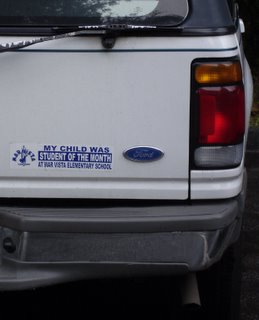 MY CHILD WAS
STUDENT OF THE MONTH
AT MAR VISTA ELEMENTARY SCHOOL
Ford